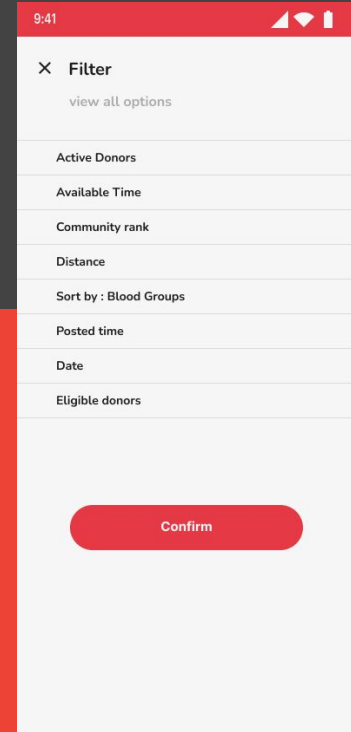 9:41
Filter
view all options
Active Donors
Available Time
Community rank
Distance
Sort by : Blood Groups
Posted time
Date
Eligible donors
Confirm